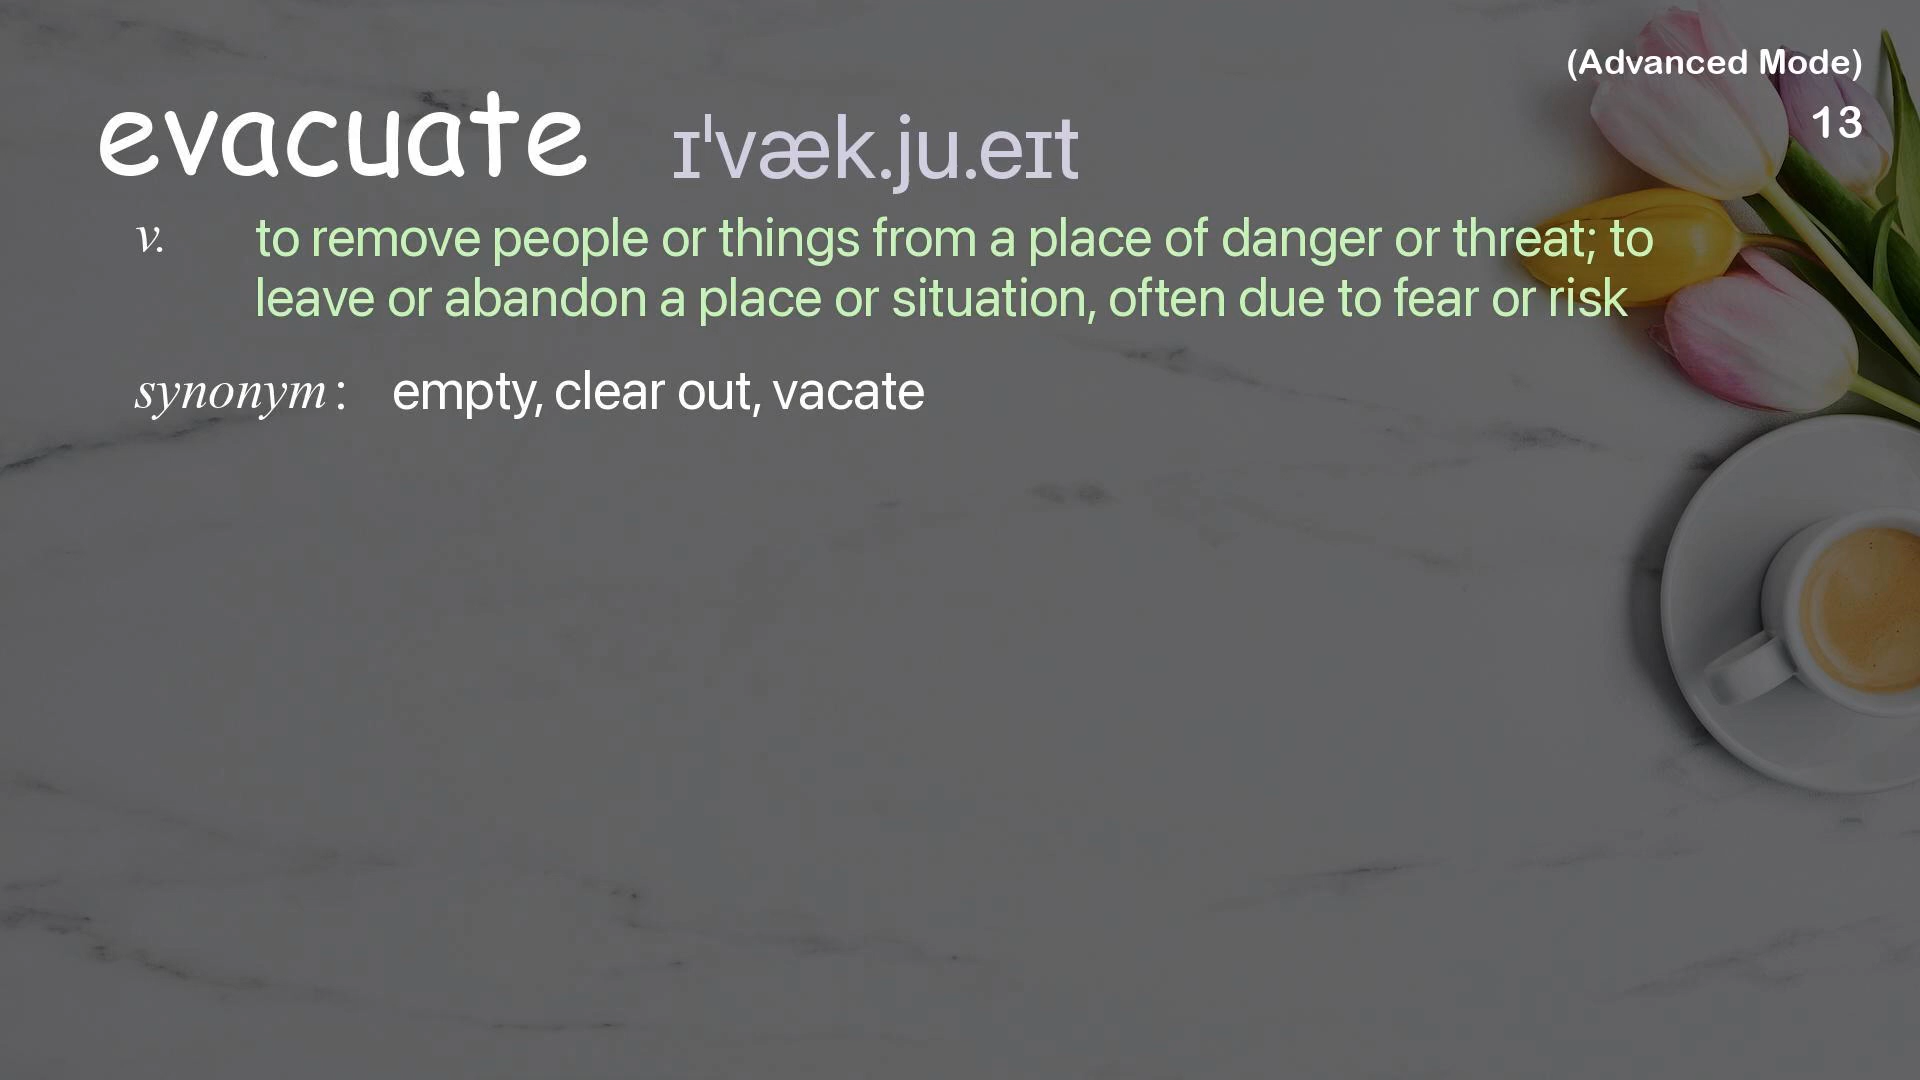 (Advanced Mode)
13
evacuate ɪˈvæk.ju.eɪt
v. to remove people or things from a place of danger or threat; to
leave or abandon a place or situation, often due to fear or risk
synonym: empty, clear out, vacate